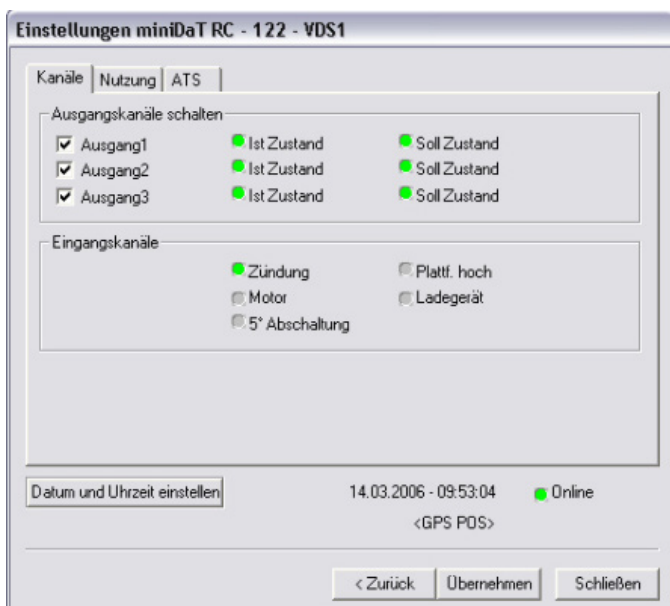 Einstellungen miniDaT RC - 122 - VDS1
Kanäle Nutzung ATS
Ausgangskanäle schalten
Ausgang1 Ist Zustand Soll Zustand
Ausgang2 Ist Zustand Soll Zustand
Ausgang3 Ist Zustand Soll Zustand
Eingangskanäle
Zündung Plattf. hoch
Motor Ladegerät
5° Abschaltung
Datum und Uhrzeit einstellen 14.03.2006 - 09:53:04 Online
<GPS POS>
< Zurück Übernehmen Schließen